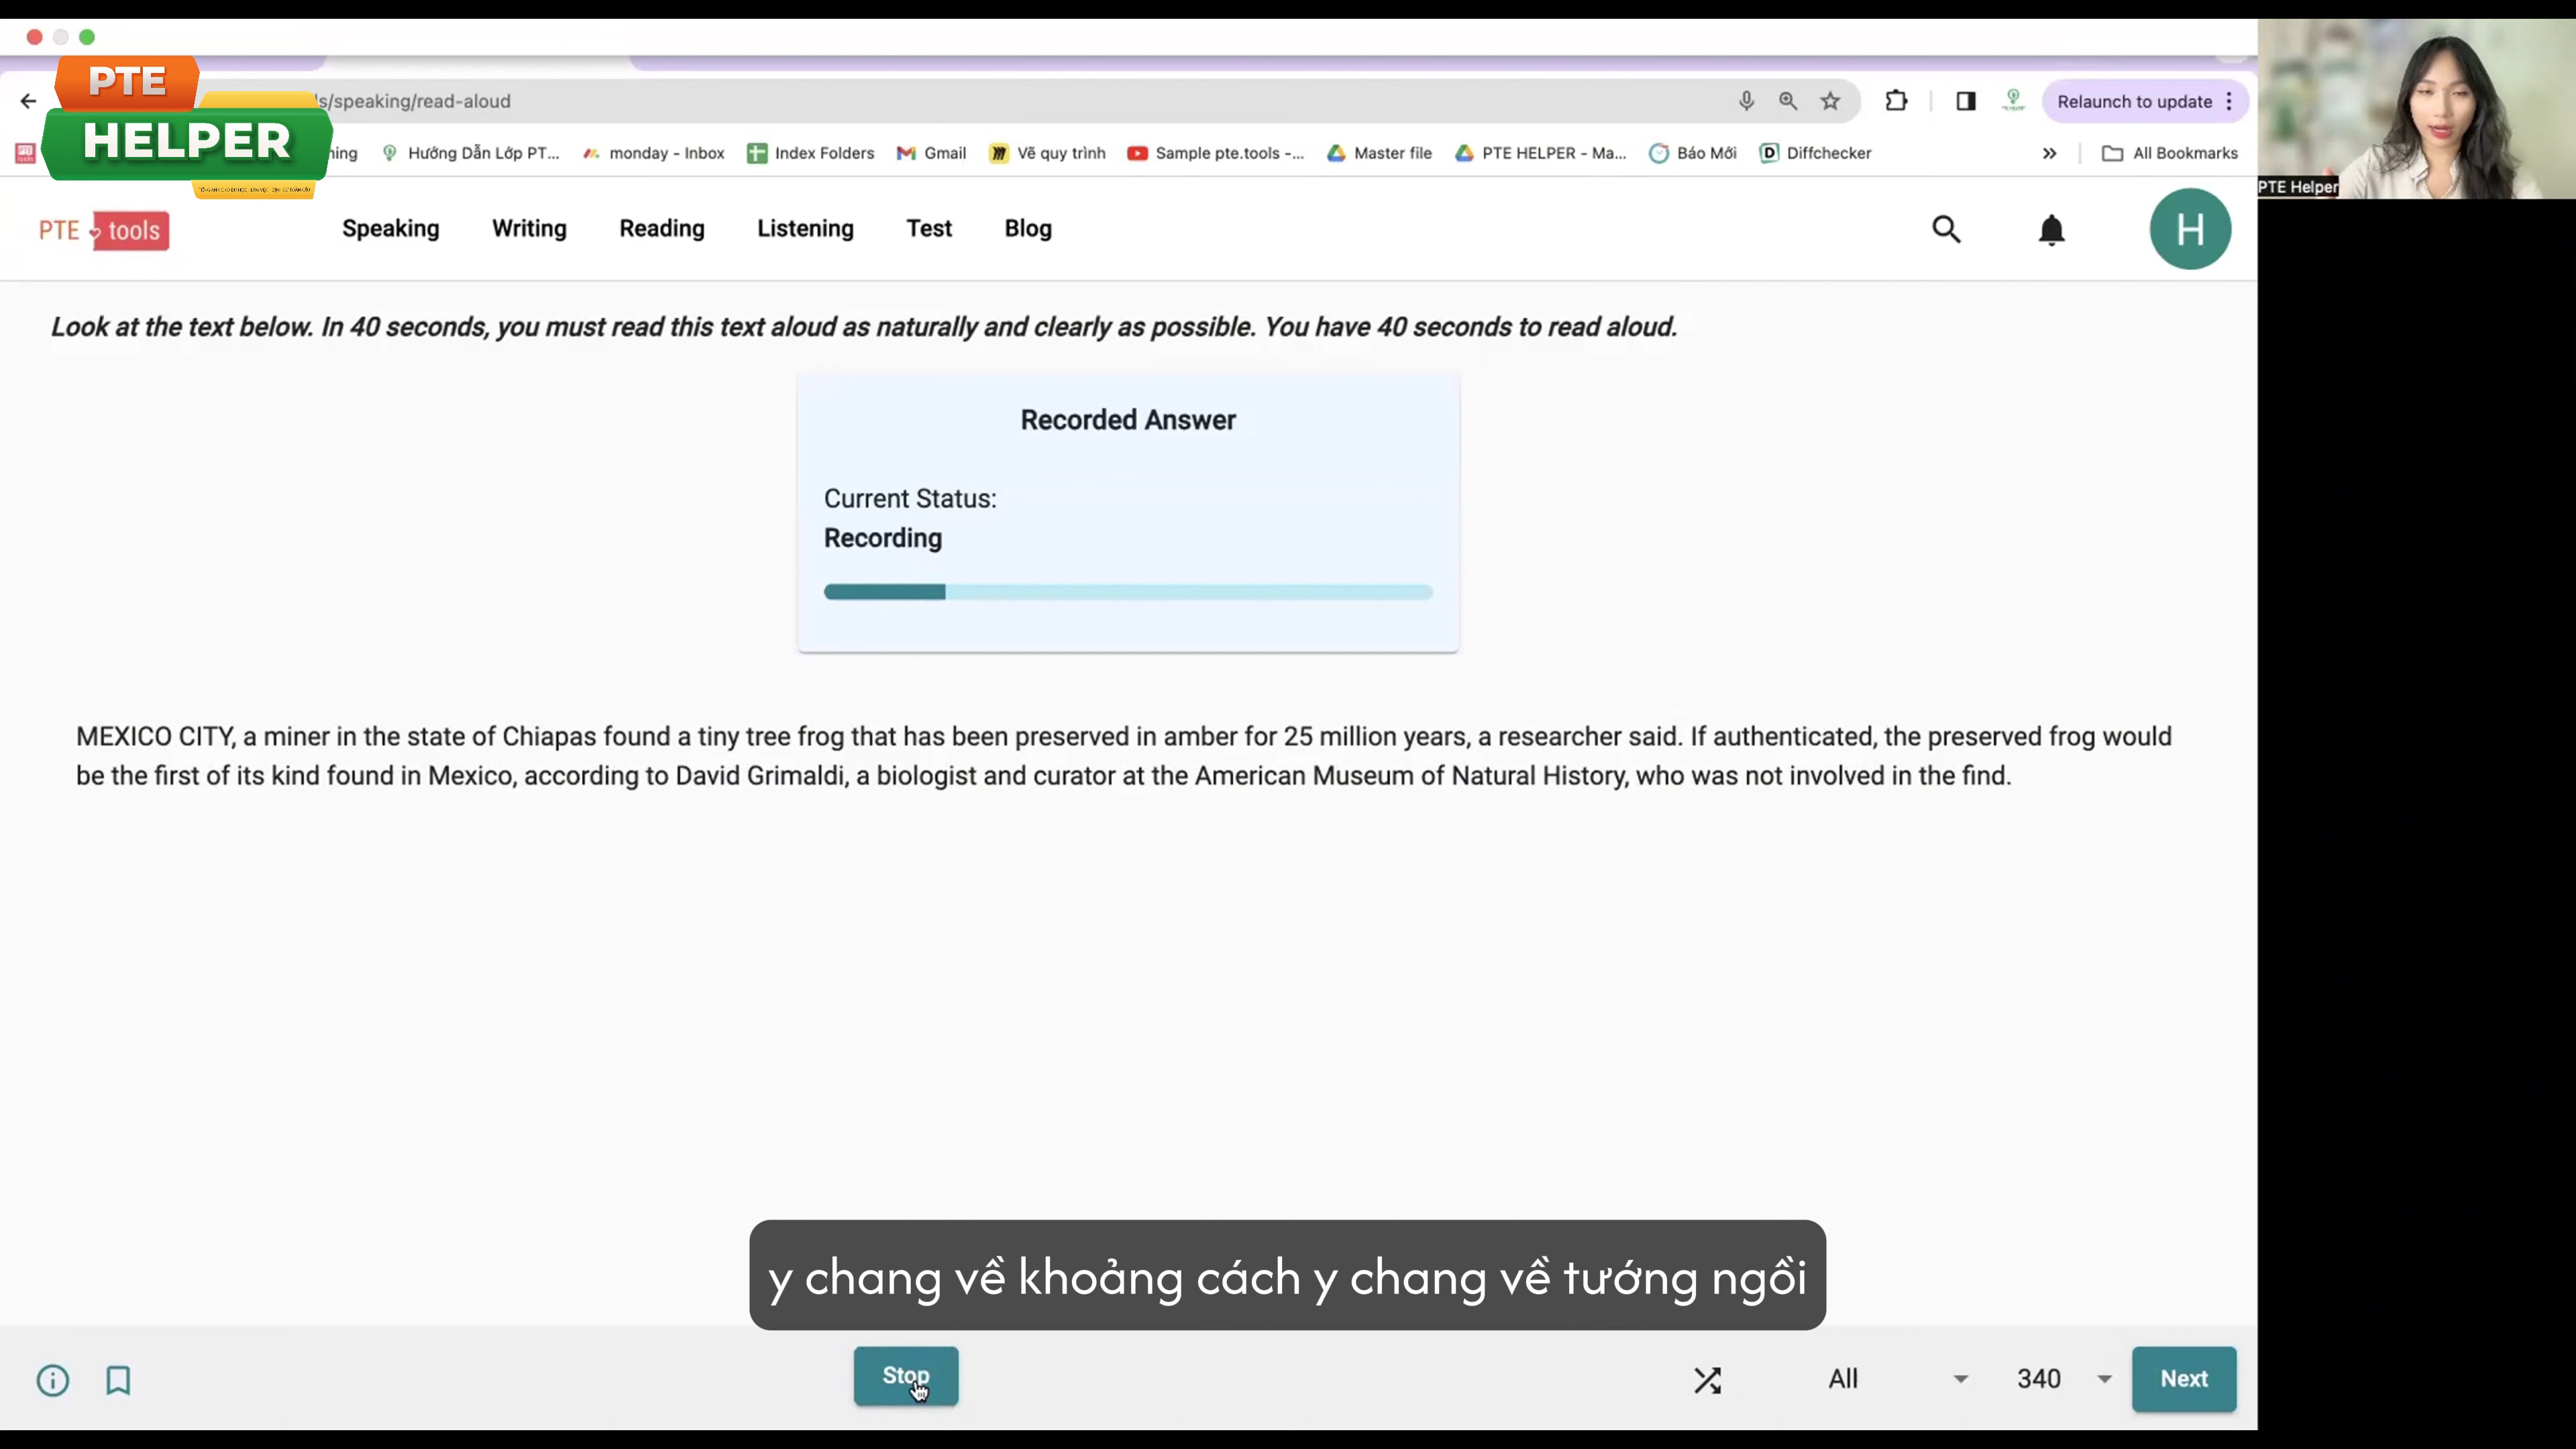 PTE
HELPER
ls/speaking/read-aloud
Relaunch to update
ning
Hướng Dẫn Lớp PT...
monday - Inbox
Index Folders
Gmail
Vẽ quy trình
Sample pte.tools -...
Master file
PTE HELPER - Ma...
Báo Mới
Diffchecker
All Bookmarks
PTE Helper
PTE tools
Speaking
Writing
Reading
Listening
Test
Blog
H
Look at the text below. In 40 seconds, you must read this text aloud as naturally and clearly as possible. You have 40 seconds to read aloud.
Recorded Answer
Current Status:
Recording
MEXICO CITY, a miner in the state of Chiapas found a tiny tree frog that has been preserved in amber for 25 million years, a researcher said. If authenticated, the preserved frog would
be the first of its kind found in Mexico, according to David Grimaldi, a biologist and curator at the American Museum of Natural History, who was not involved in the find.
y chang về khoảng cách y chang về tướng ngồi
Stop
All
340
Next